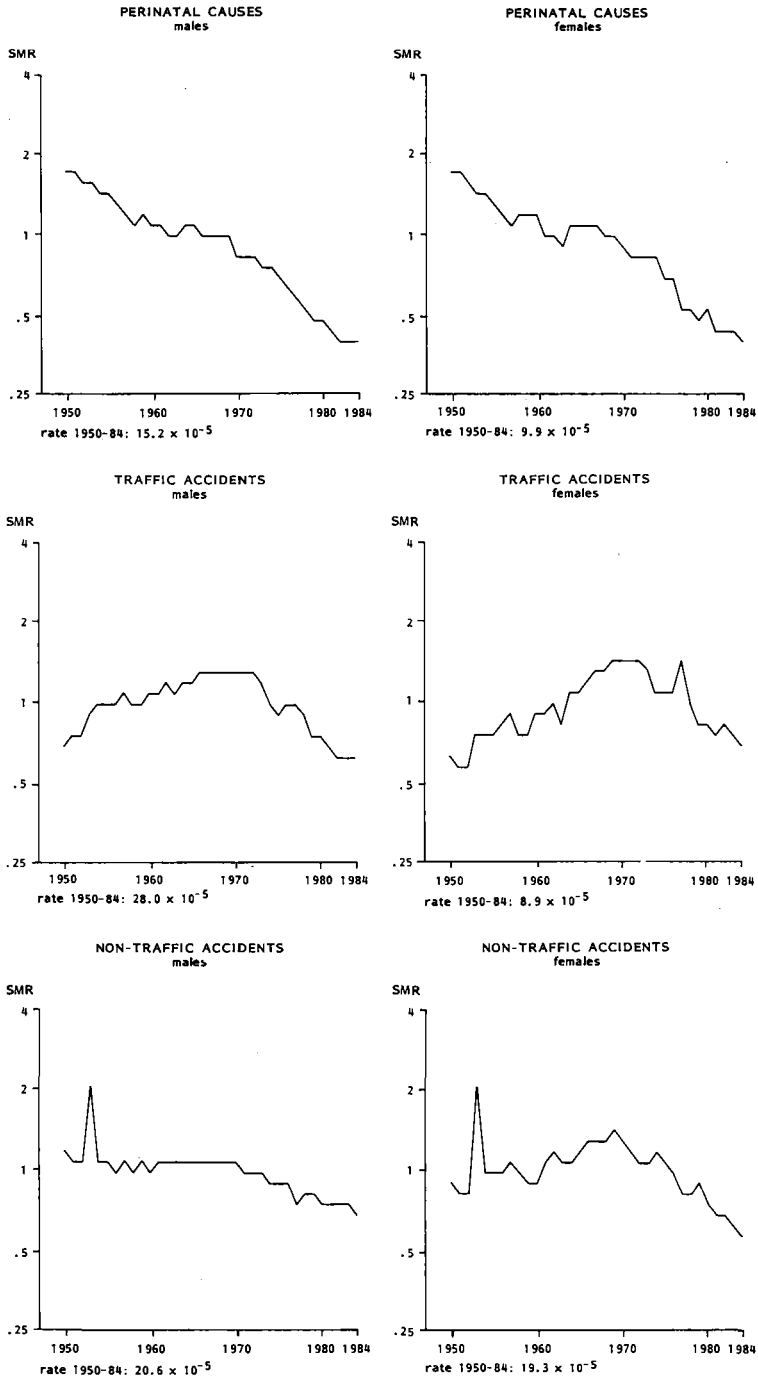 PERINATAL CAUSES
males
SMR
4
2
1
.5
.25
1950 1960 1970 1980 1984
rate 1950-84: 15.2 x 10-5
PERINATAL CAUSES
females
SMR
4
2
1
.5
.25
1950 1960 1970 1980 1984
rate 1950-84: 9.9 x 10-5
TRAFFIC ACCIDENTS
males
SMR
4
2
1
.5
.25
1950 1960 1970 1980 1984
rate 1950-84: 28.0 x 10-5
TRAFFIC ACCIDENTS
females
SMR
4
2
1
.5
.25
1950 1960 1970 1980 1984
rate 1950-84: 8.9 x 10-5
NON-TRAFFIC ACCIDENTS
males
SMR
4
2
1
.5
.25
1950 1960 1970 1980 1984
rate 1950-84: 20.6 x 10-5
NON-TRAFFIC ACCIDENTS
females
SMR
4
2
1
.5
.25
1950 1960 1970 1980 1984
rate 1950-84: 19.3 x 10-5